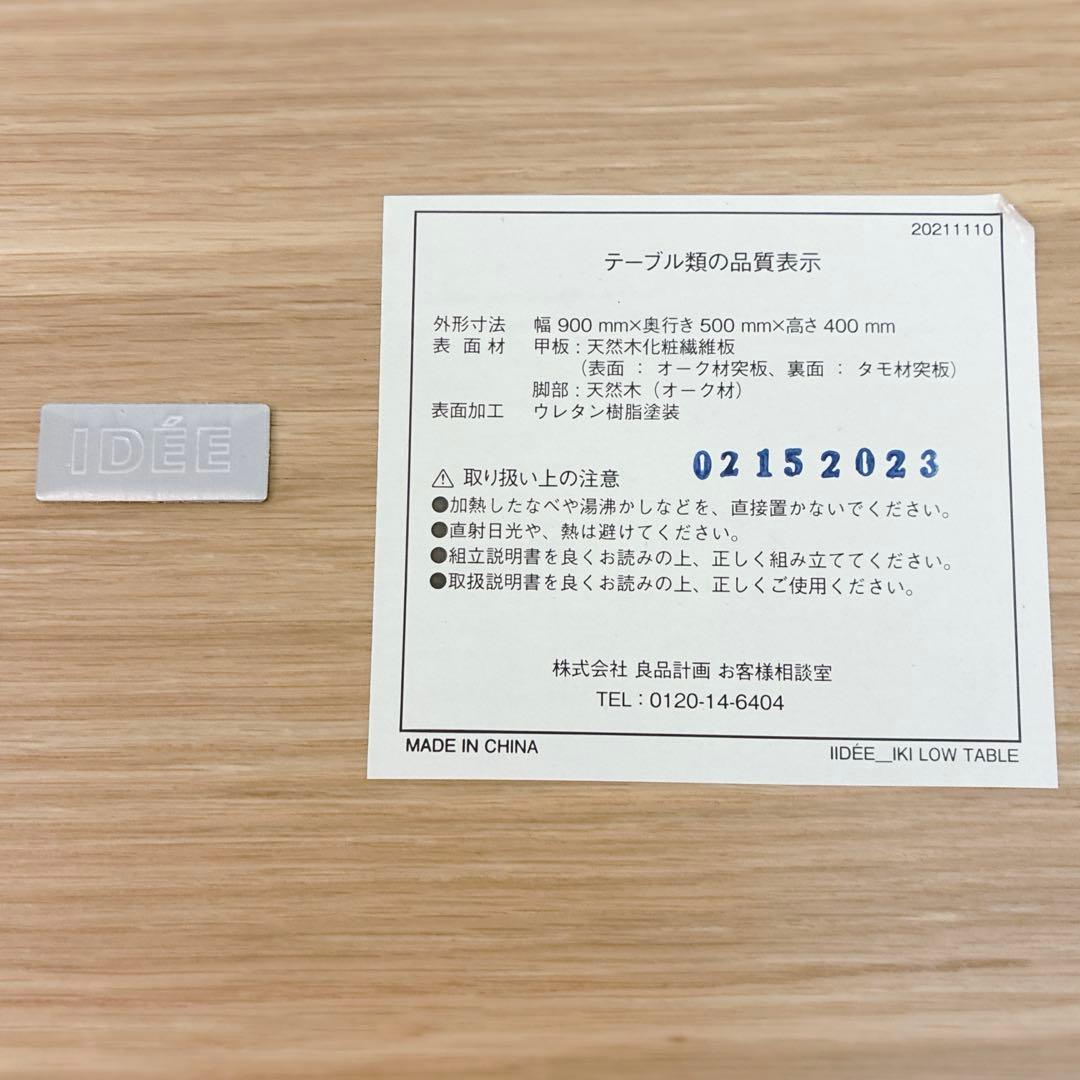 IDÉE
20211110
テーブル類の品質表示
外形寸法 幅 900 mm×奥行き 500 mm×高さ 400 mm
表 面 材 甲板 : 天然木化粧繊維板
（表面 : オーク材突板、裏面 : タモ材突板）
脚部 : 天然木（オーク材）
表面加工 ウレタン樹脂塗装
02152023
⚠ 取り扱い上の注意
●加熱したなべや湯沸かしなどを、直接置かないでください。
●直射日光や、熱は避けてください。
●組立説明書を良くお読みの上、正しく組み立ててください。
●取扱説明書を良くお読みの上、正しくご使用ください。
株式会社 良品計画 お客様相談室
TEL : 0120-14-6404
MADE IN CHINA
IIDÉE__IKI LOW TABLE